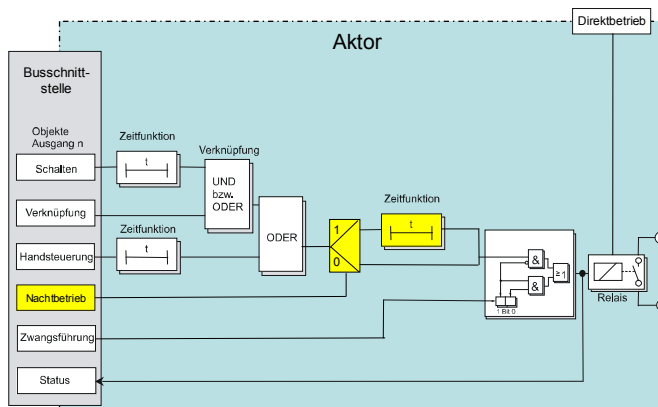 Direktbetrieb
Aktor
Busschnitt-
stelle
Objekte
Ausgang n
Zeitfunktion
Verknüpfung
Schalten
t
UND
bzw.
ODER
Zeitfunktion
Verknüpfung
ODER
1
t
Zeitfunktion
Handsteuerung
t
0
&
≥1
&
Relais
Nachtbetrieb
1 Bit 0
Zwangsführung
Status